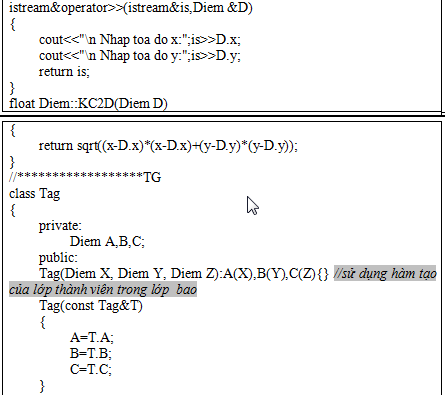 istream&operator>>(istream&is,Diem &D)
{
cout<<"\n Nhap toa do x:";is>>D.x;
cout<<"\n Nhap toa do y:";is>>D.y;
return is;
}
float Diem::KC2D(Diem D)
{
return sqrt((x-D.x)*(x-D.x)+(y-D.y)*(y-D.y));
}
//*******************TG
class Tag
{
private:
Diem A,B,C;
public:
Tag(Diem X, Diem Y, Diem Z):A(X),B(Y),C(Z){} //sử dụng hàm tạo
của lớp thành viên trong lớp bao
Tag(const Tag&T)
{
A=T.A;
B=T.B;
C=T.C;
}